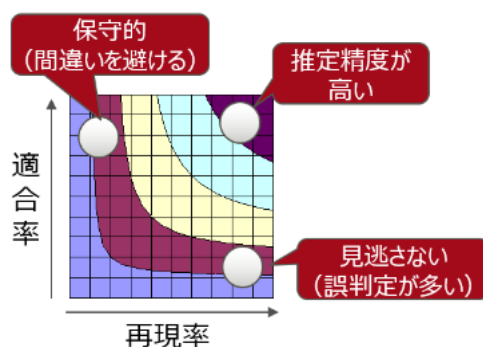 保守的
(間違いを避ける)
推定精度が
高い
適合率
見逃さない
(誤判定が多い)
再現率